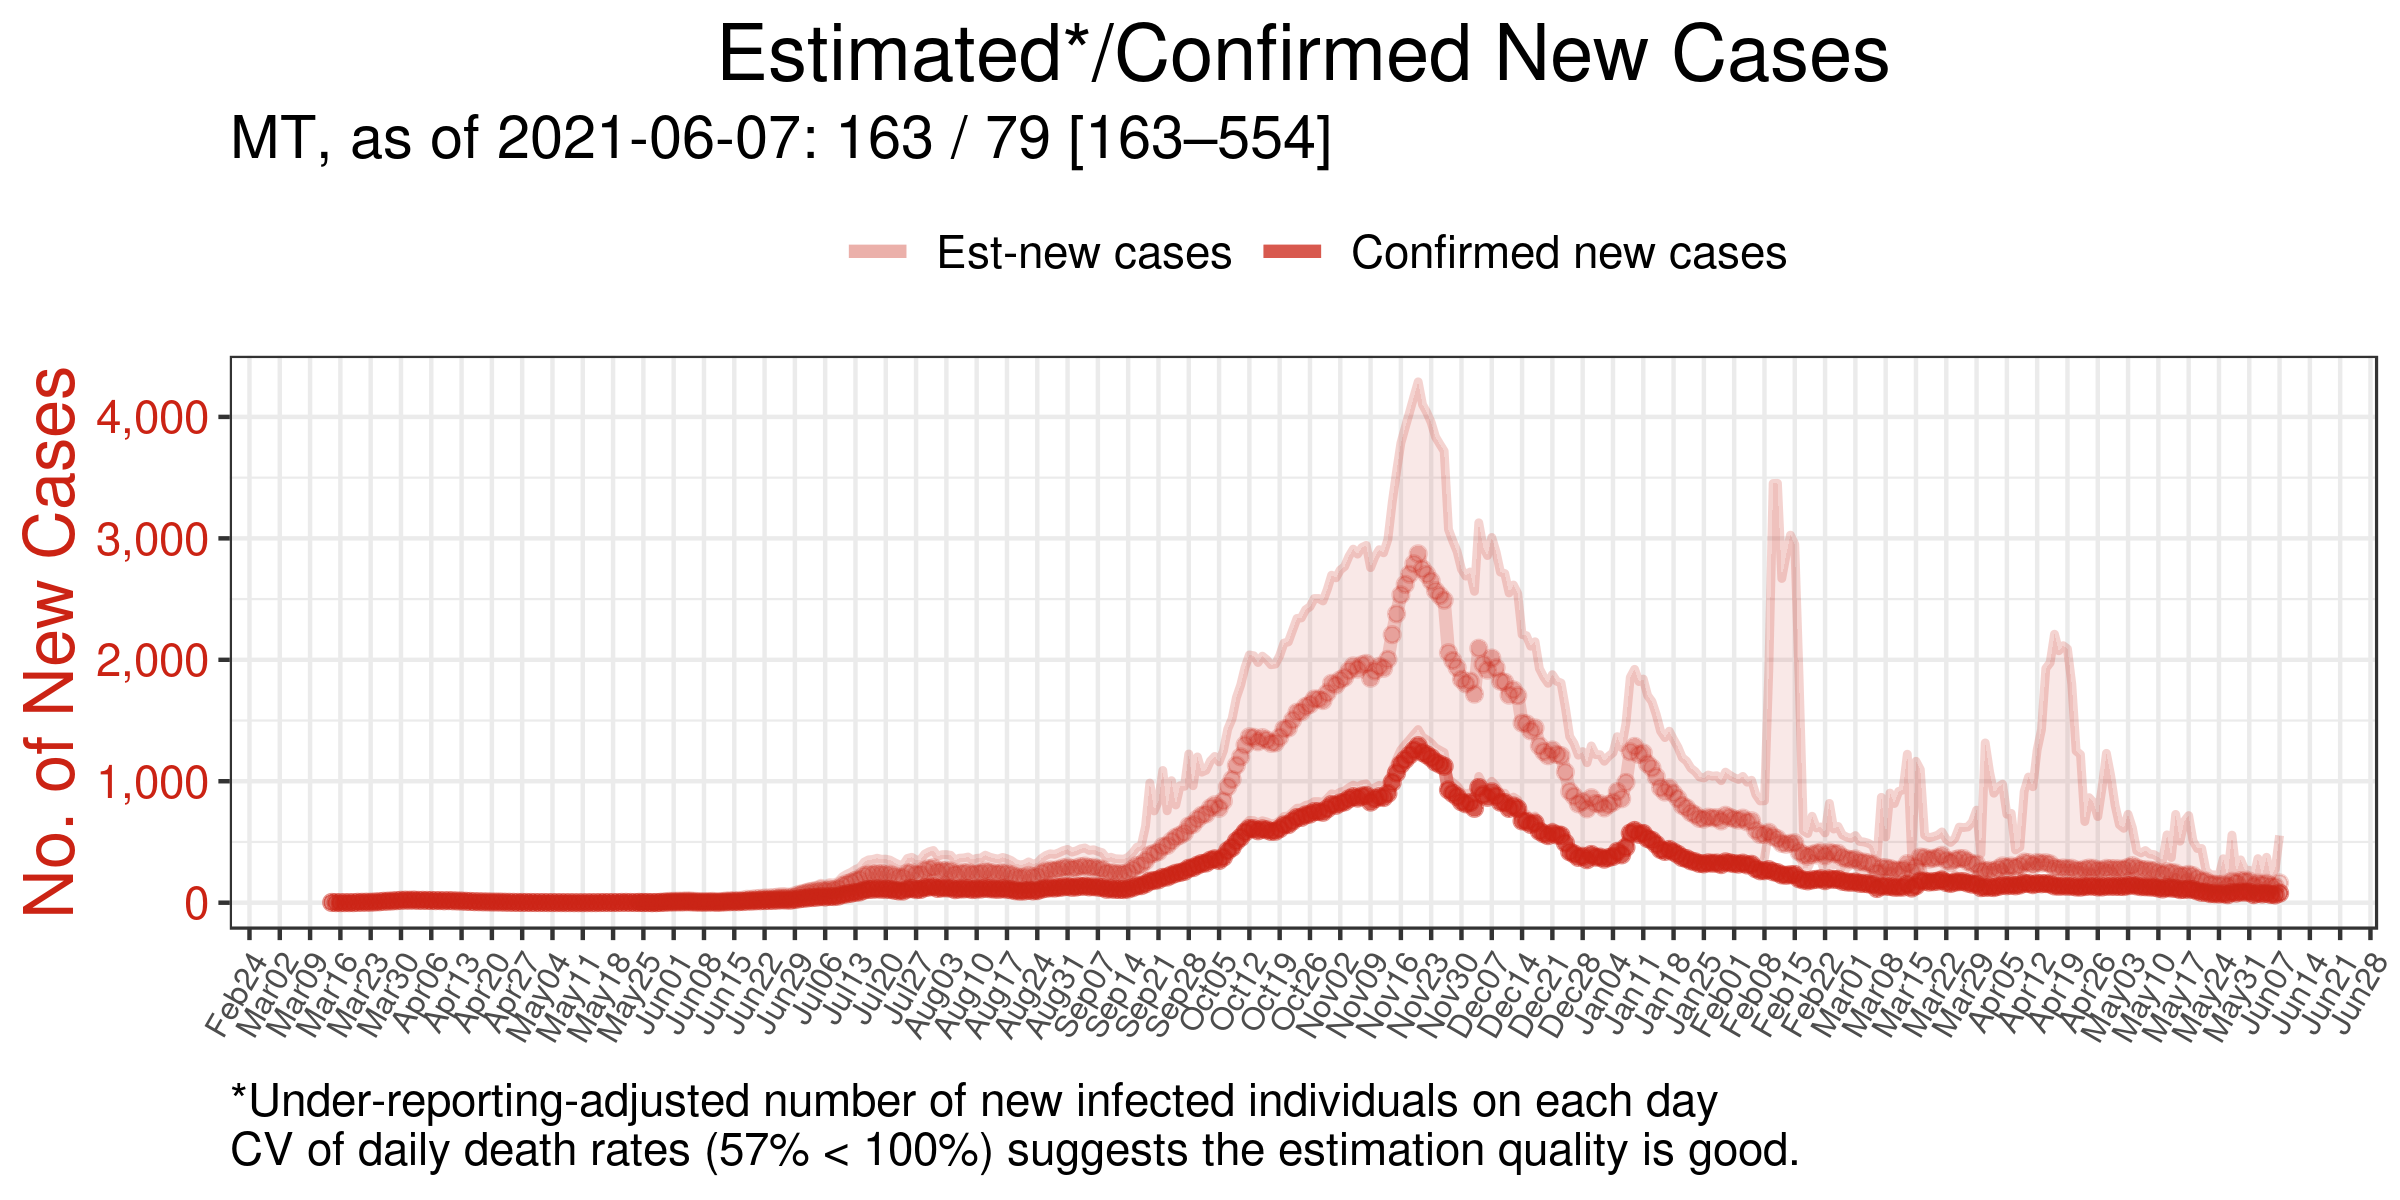 Estimated*/Confirmed New Cases
MT, as of 2021-06-07: 163 / 79 [163–554]
Est-new cases
Confirmed new cases
No. of New Cases
4,000
3,000
2,000
1,000
0
Feb24
Mar02
Mar09
Mar16
Mar23
Mar30
Apr06
Apr13
Apr20
Apr27
May04
May11
May18
May25
Jun01
Jun08
Jun15
Jun22
Jun29
Jul06
Jul13
Jul20
Jul27
Aug03
Aug10
Aug17
Aug24
Aug31
Sep07
Sep14
Sep21
Sep28
Oct05
Oct12
Oct19
Oct26
Nov02
Nov09
Nov16
Nov23
Nov30
Dec07
Dec14
Dec21
Dec28
Jan04
Jan11
Jan18
Jan25
Feb01
Feb08
Feb15
Feb22
Mar01
Mar08
Mar15
Mar22
Mar29
Apr05
Apr12
Apr19
Apr26
May03
May10
May17
May24
May31
Jun07
Jun14
Jun21
Jun28
*Under-reporting-adjusted number of new infected individuals on each day
CV of daily death rates (57% < 100%) suggests the estimation quality is good.